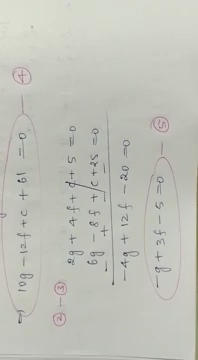 ⇒ 10g - 12f + c + 61 = 0 — ④
② - ③
2g + 4f + c + 5 = 0
6g - 8f + c + 25 = 0
- + - -
-4g + 12f - 20 = 0
-g + 3f - 5 = 0 — ⑤